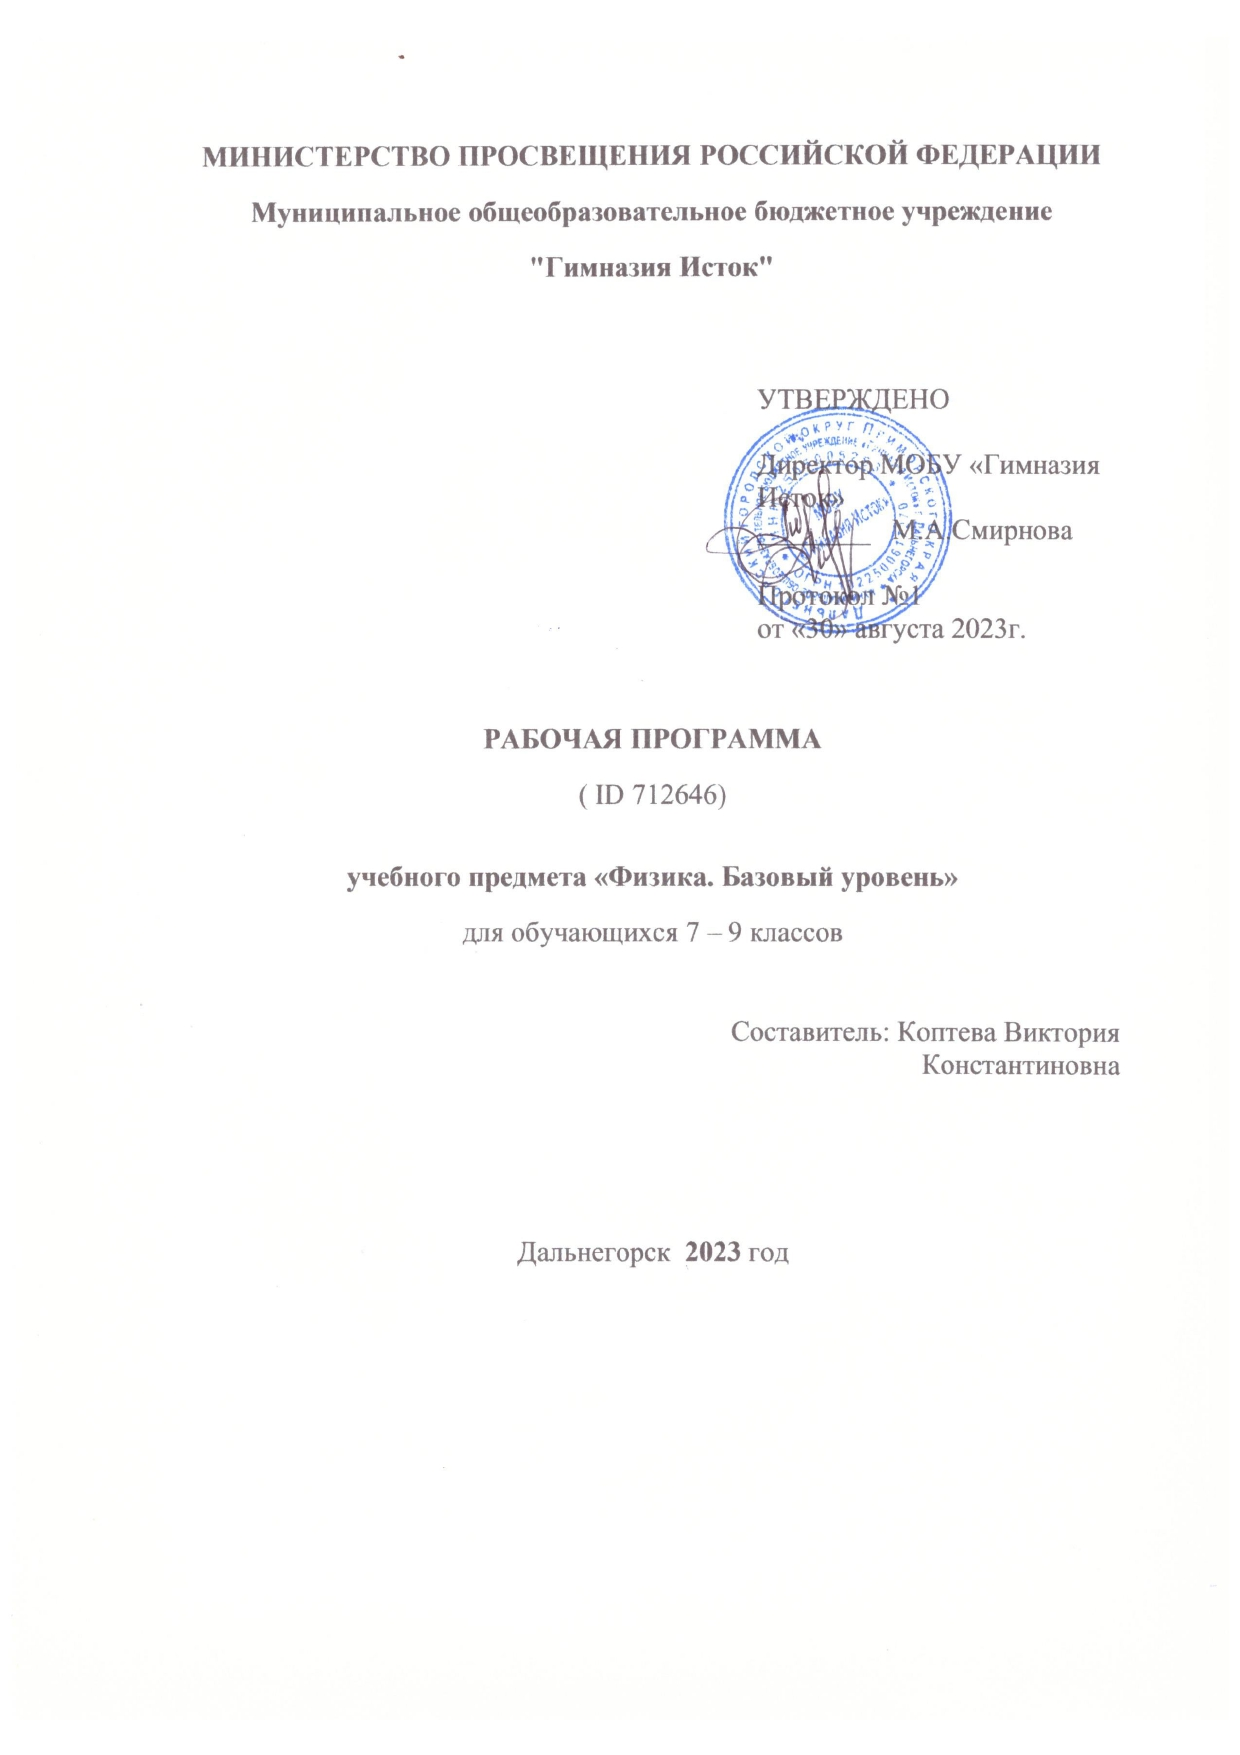 МИНИСТЕРСТВО ПРОСВЕЩЕНИЯ РОССИЙСКОЙ ФЕДЕРАЦИИ
Муниципальное общеобразовательное бюджетное учреждение
"Гимназия Исток"
УТВЕРЖДЕНО
Директор МОБУ «Гимназия
Исток»
М.А.Смирнова
Протокол №1
от «30» августа 2023г.
РАБОЧАЯ ПРОГРАММА
( ID 712646)
учебного предмета «Физика. Базовый уровень»
для обучающихся 7 – 9 классов
Составитель: Коптева Виктория
Константиновна
Дальнегорск 2023 год